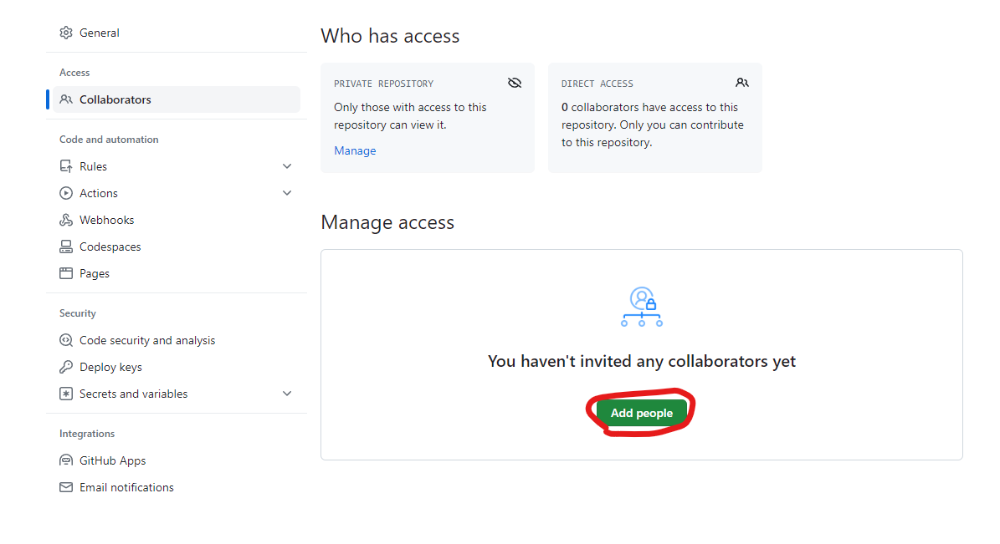 General
Access
Collaborators
Code and automation
Rules
Actions
Webhooks
Codespaces
Pages
Security
Code security and analysis
Deploy keys
Secrets and variables
Integrations
GitHub Apps
Email notifications
Who has access
PRIVATE REPOSITORY
Only those with access to this
repository can view it.
Manage
DIRECT ACCESS
0 collaborators have access to this
repository. Only you can contribute
to this repository.
Manage access
You haven't invited any collaborators yet
Add people